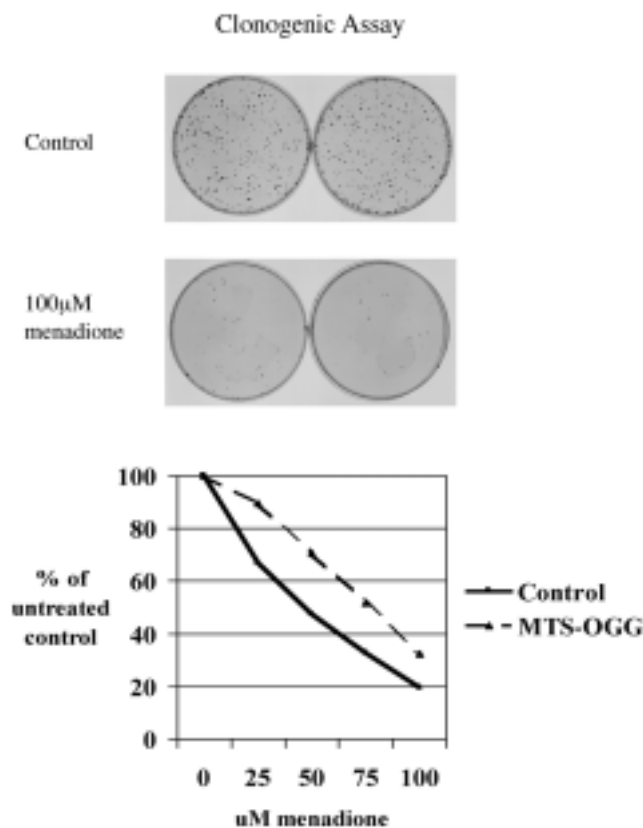 Clonogenic Assay
Control
100µM
menadione
100
80
60
40
20
0
% of
untreated
control
0 25 50 75 100
uM menadione
Control
MTS-OGG